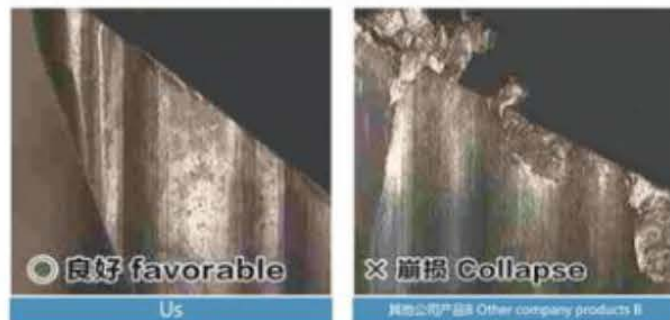 良好 favorable
Us
× 崩损 Collapse
其他公司产品B Other company products B